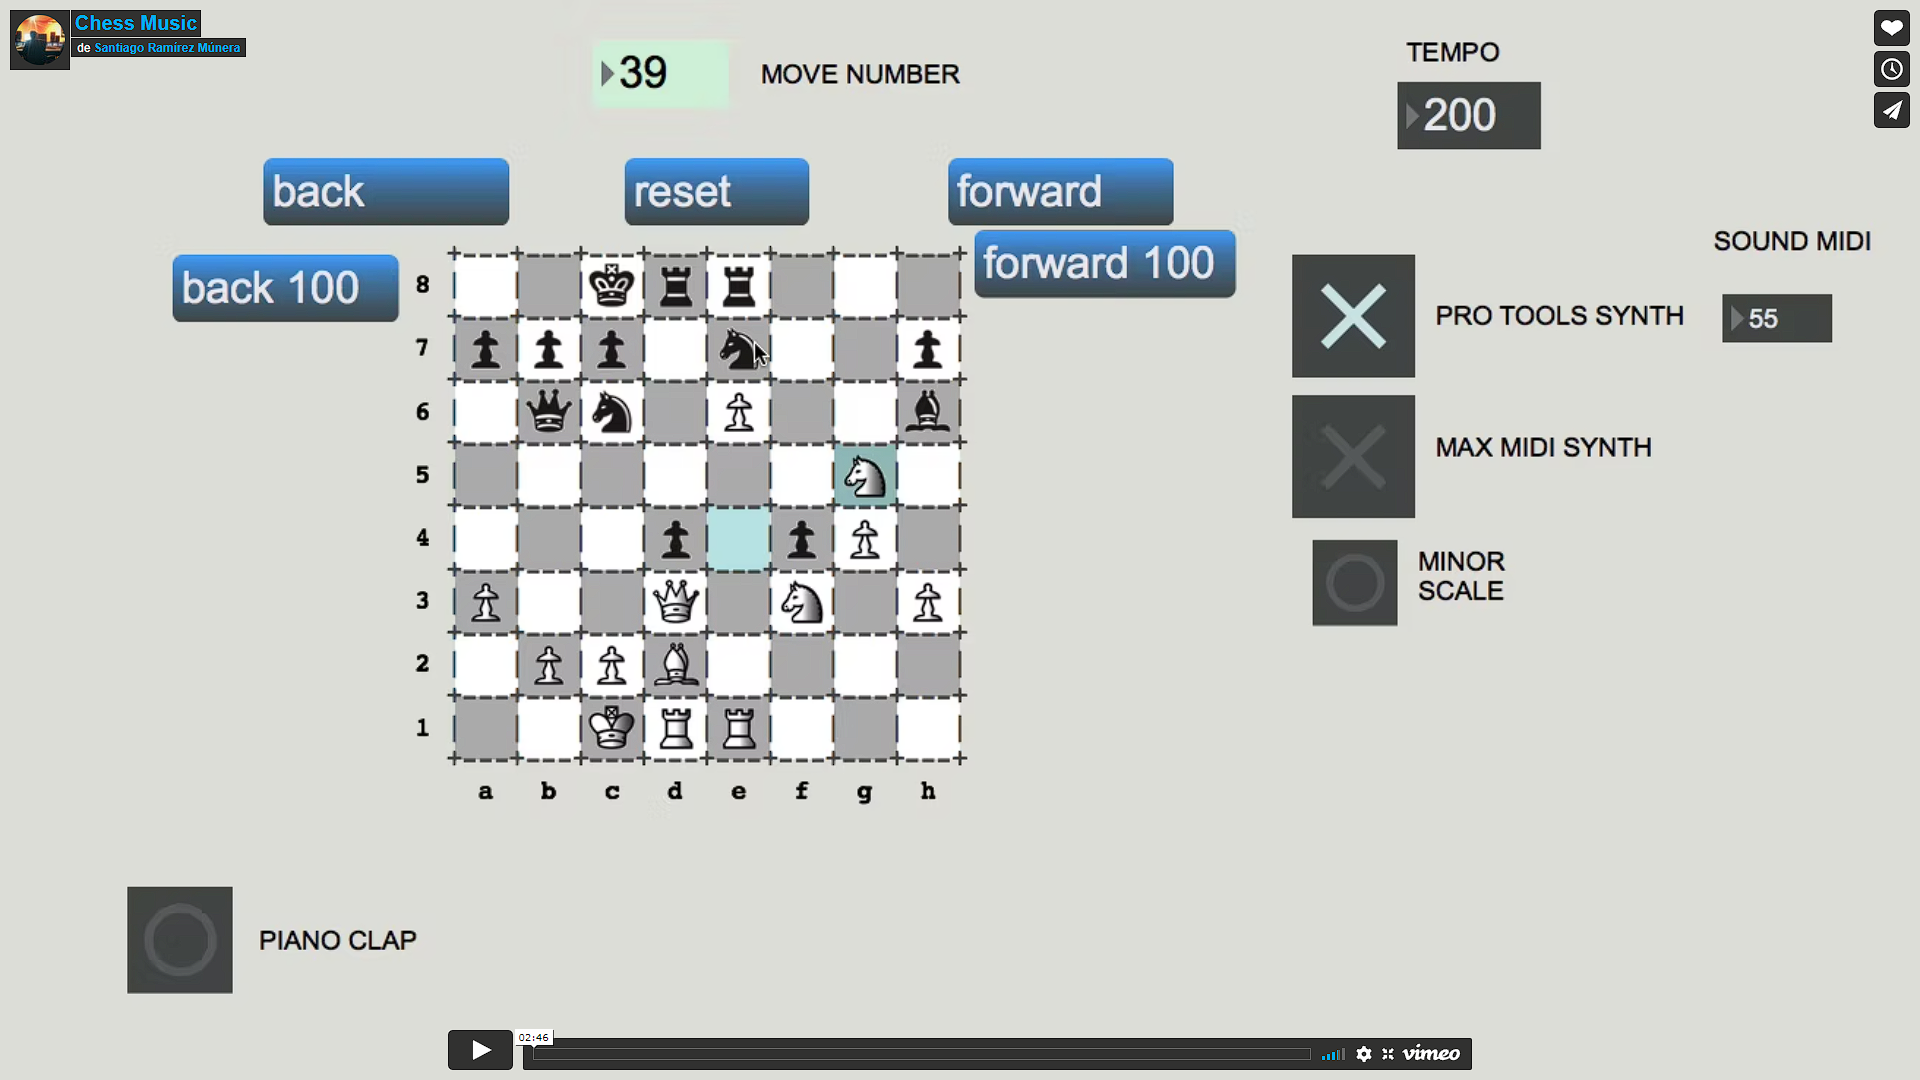 Chess Music
de Santiago Ramírez Múnera
39
MOVE NUMBER
TEMPO
200
back
reset
forward
back 100
forward 100
SOUND MIDI
55
PRO TOOLS SYNTH
MAX MIDI SYNTH
MINOR
SCALE
8
7
6
5
4
3
2
1
a b c d e f g h
PIANO CLAP
02:46
vimeo